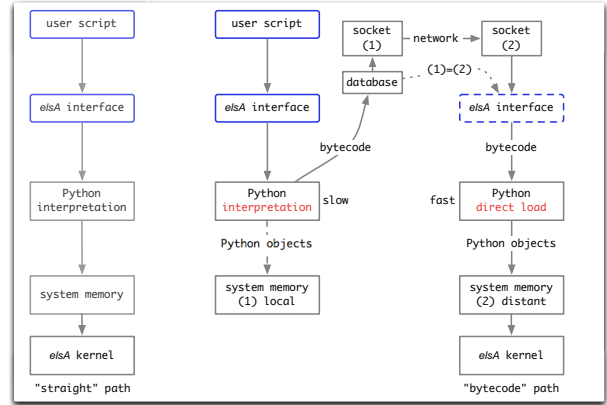 user script
elsA interface
Python
interpretation
system memory
elsA kernel
"straight" path
user script
elsA interface
Python
interpretation
slow
Python objects
system memory
(1) local
bytecode
database
socket
(1)
network
socket
(2)
(1)=(2)
elsA interface
bytecode
fast
Python
direct load
Python objects
system memory
(2) distant
elsA kernel
"bytecode" path